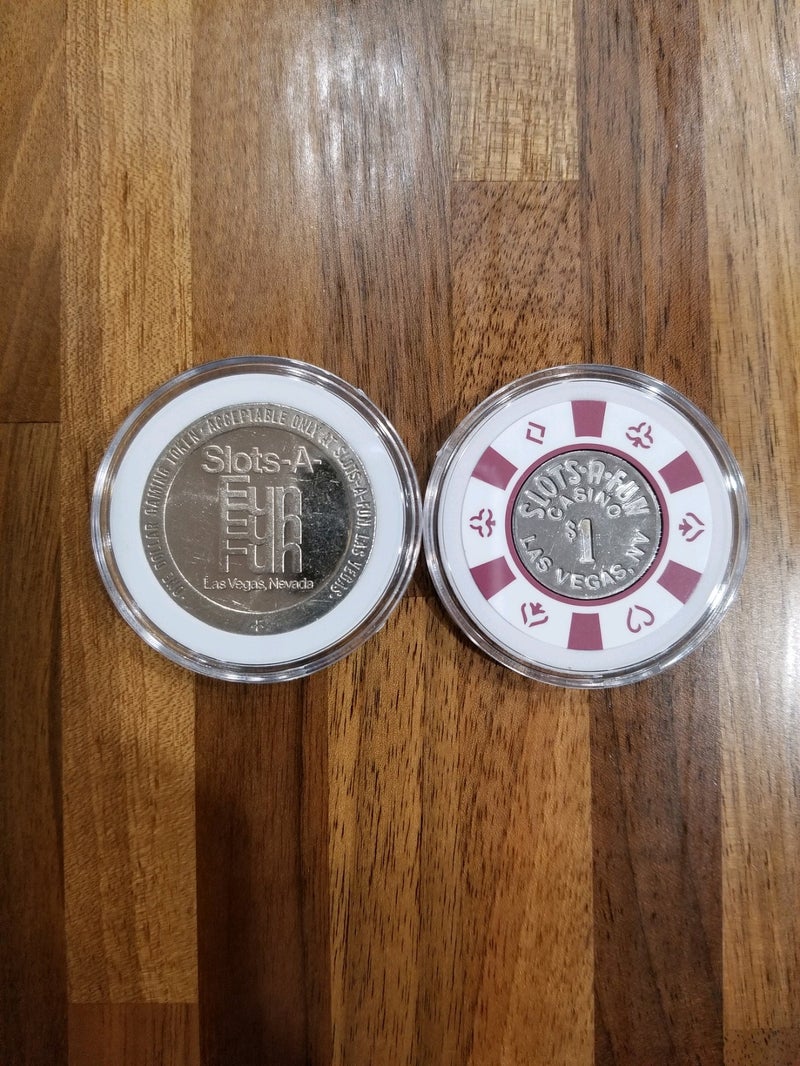 ·ONE DOLLAR GAMING TOKEN·ACCEPTABLE ONLY AT SLOTS-A-FUN, LAS VEGAS·
Slots-A-
Fun
Fun
Fun
Las Vegas, Nevada
SLOTS-A-FUN
CASINO
$1
LAS VEGAS, NV